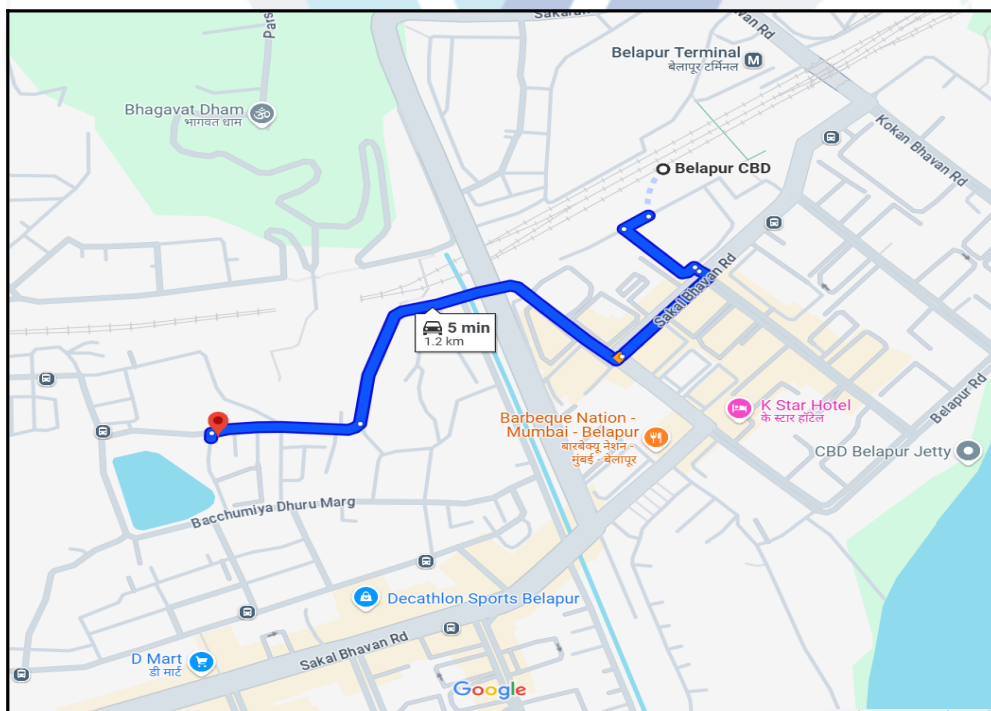 Sakal
Bhavan Rd
Pars
Belapur Terminal
बेलापूर टर्मिनल
M
Bhagavat Dham
भागवत धाम
Kokan Bhavan Rd
Belapur CBD
Sakal Bhavan Rd
5 min
1.2 km
K Star Hotel
के स्टार हॉटेल
Belapur Rd
Barbeque Nation -
Mumbai - Belapur
बारबेक्यू नेशन -
मुंबई - बेलापूर
CBD Belapur Jetty
Bacchumiya Dhuru Marg
Decathlon Sports Belapur
Sakal Bhavan Rd
D Mart
डी मार्ट
Google